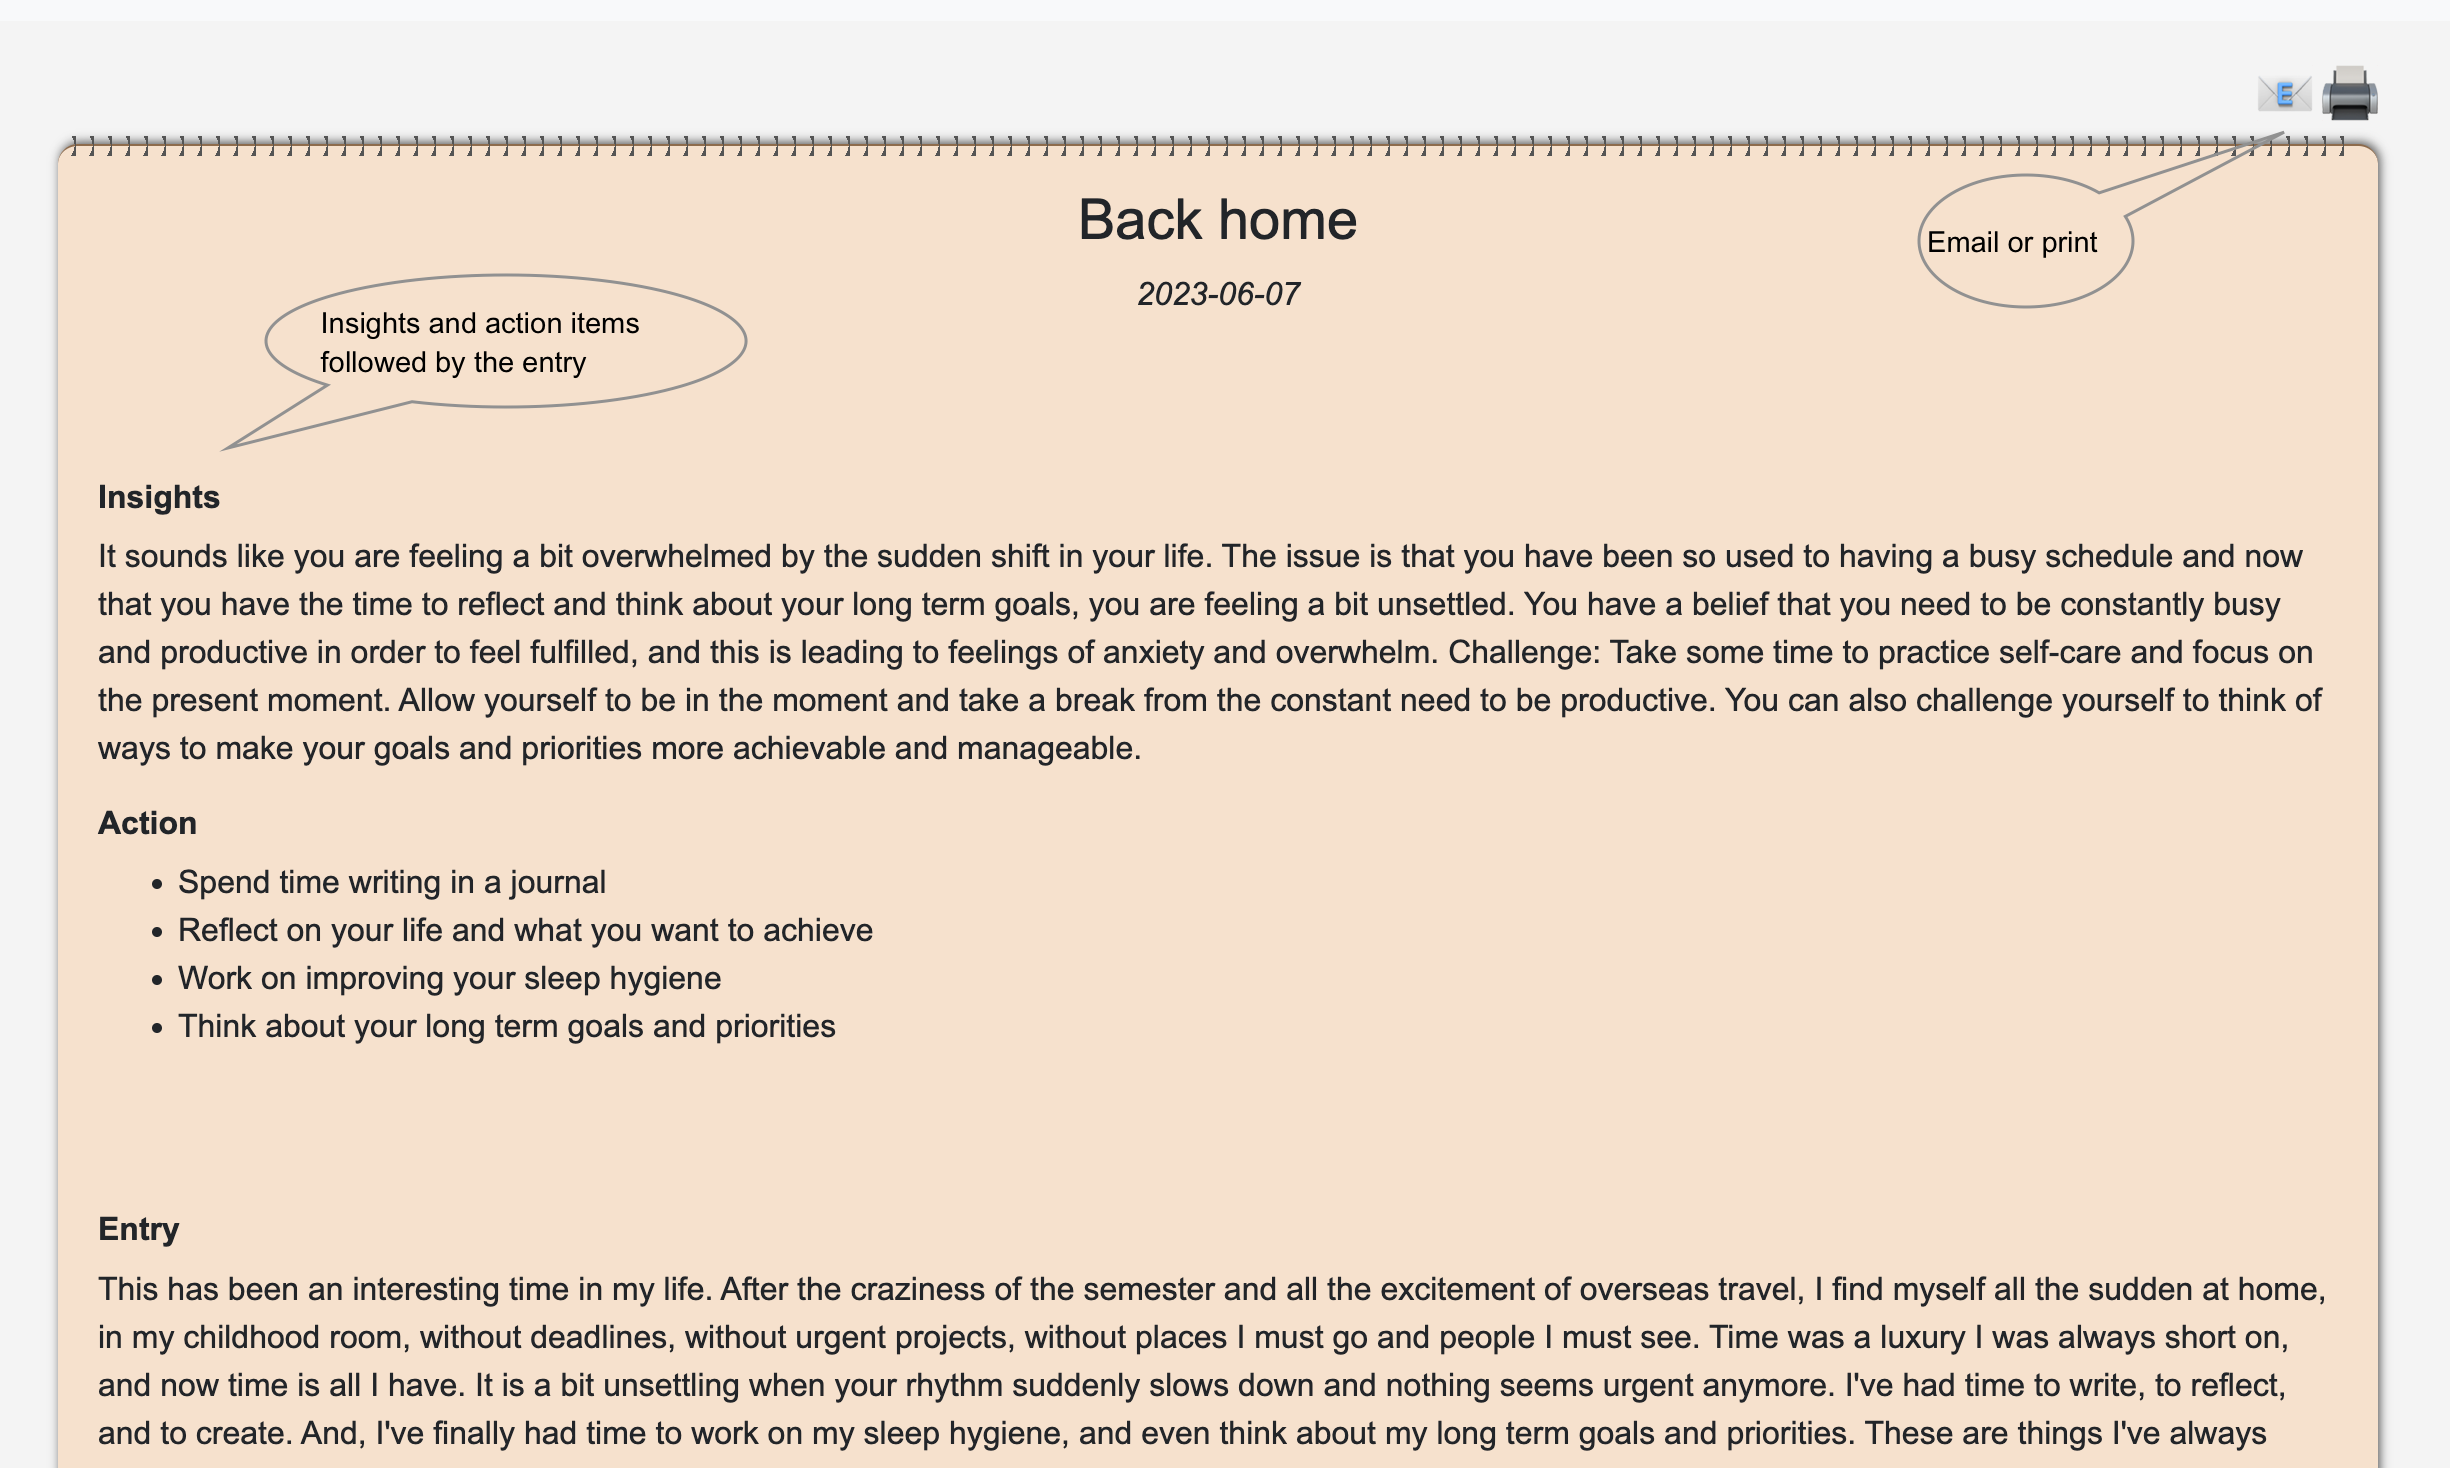 E
Back home
Email or print
2023-06-07
Insights and action items
followed by the entry
Insights
It sounds like you are feeling a bit overwhelmed by the sudden shift in your life. The issue is that you have been so used to having a busy schedule and now
that you have the time to reflect and think about your long term goals, you are feeling a bit unsettled. You have a belief that you need to be constantly busy
and productive in order to feel fulfilled, and this is leading to feelings of anxiety and overwhelm. Challenge: Take some time to practice self-care and focus on
the present moment. Allow yourself to be in the moment and take a break from the constant need to be productive. You can also challenge yourself to think of
ways to make your goals and priorities more achievable and manageable.
Action
• Spend time writing in a journal
• Reflect on your life and what you want to achieve
• Work on improving your sleep hygiene
• Think about your long term goals and priorities
Entry
This has been an interesting time in my life. After the craziness of the semester and all the excitement of overseas travel, I find myself all the sudden at home,
in my childhood room, without deadlines, without urgent projects, without places I must go and people I must see. Time was a luxury I was always short on,
and now time is all I have. It is a bit unsettling when your rhythm suddenly slows down and nothing seems urgent anymore. I've had time to write, to reflect,
and to create. And, I've finally had time to work on my sleep hygiene, and even think about my long term goals and priorities. These are things I've always